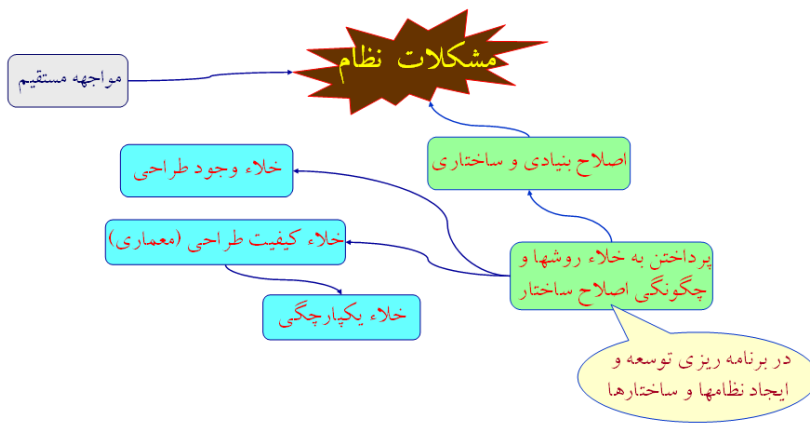 مشکلات نظام
مواجهه مستقیم
اصلاح بنیادی و ساختاری
خلاء وجود طراحی
خلاء کیفیت طراحی (معماری)
پرداختن به خلاء روشها و
چگونگی اصلاح ساختار
خلاء یکپارچگی
در برنامه ریزی توسعه و
ایجاد نظامها و ساختارها